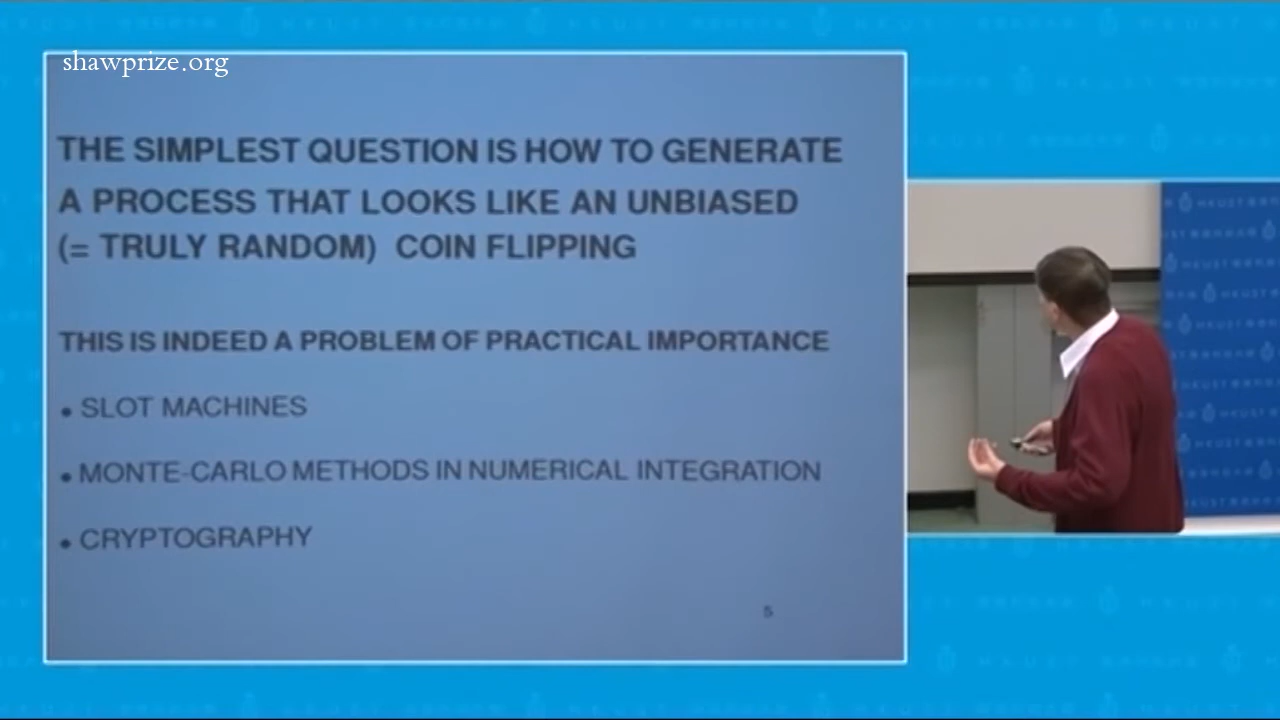 shawprize.org
THE SIMPLEST QUESTION IS HOW TO GENERATE
A PROCESS THAT LOOKS LIKE AN UNBIASED
(= TRULY RANDOM) COIN FLIPPING
THIS IS INDEED A PROBLEM OF PRACTICAL IMPORTANCE
• SLOT MACHINES
• MONTE-CARLO METHODS IN NUMERICAL INTEGRATION
• CRYPTOGRAPHY
5